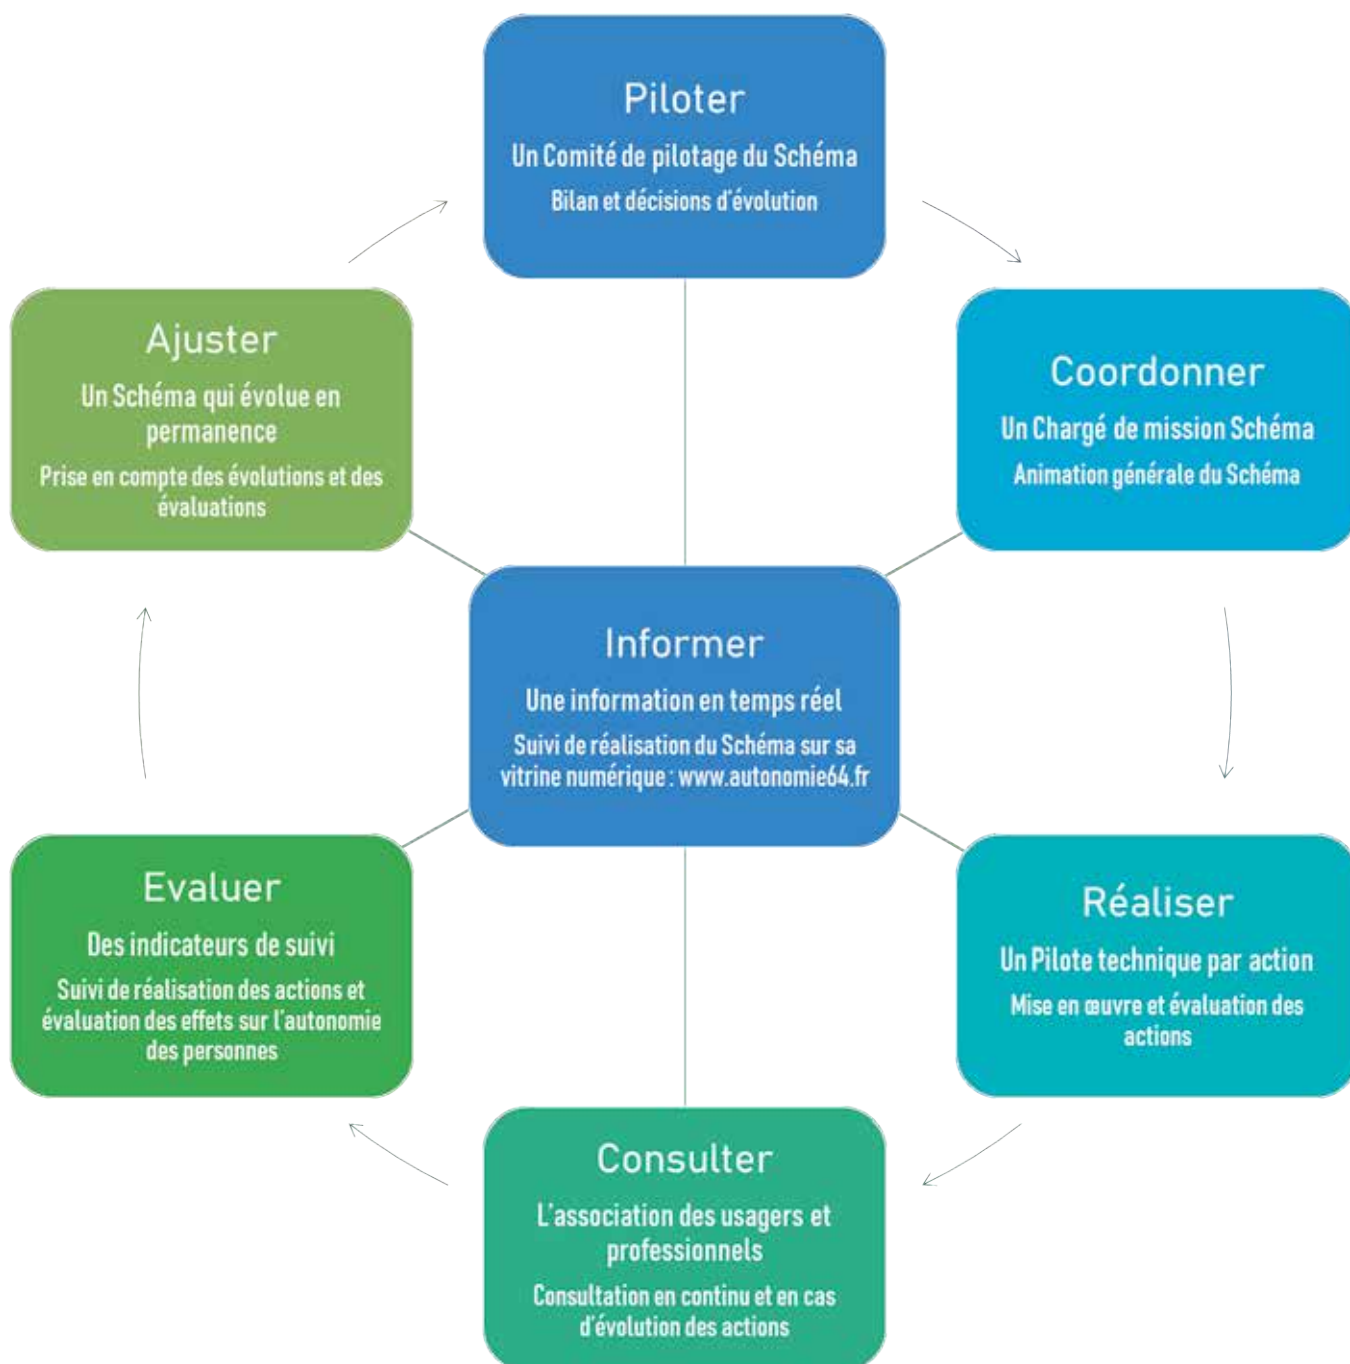 Piloter
Un Comité de pilotage du Schéma
Bilan et décisions d'évolution
Coordonner
Un Chargé de mission Schéma
Animation générale du Schéma
Réaliser
Un Pilote technique par action
Mise en œuvre et évaluation des
actions
Consulter
L'association des usagers et
professionnels
Consultation en continu et en cas
d'évolution des actions
Evaluer
Des indicateurs de suivi
Suivi de réalisation des actions et
évaluation des effets sur l'autonomie
des personnes
Ajuster
Un Schéma qui évolue en
permanence
Prise en compte des évolutions et des
évaluations
Informer
Une information en temps réel
Suivi de réalisation du Schéma sur sa
vitrine numérique : www.autonomie64.fr